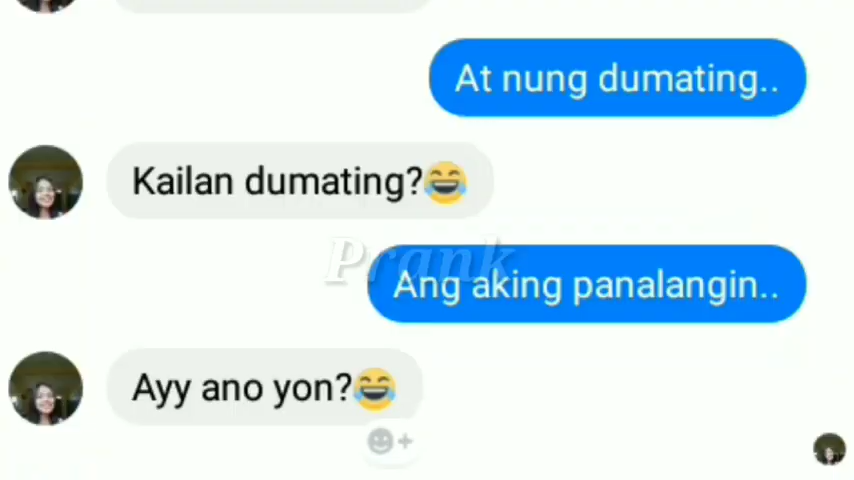 At nung dumating..
Kailan dumating?😂
Prank
Ang aking panalangin..
Ayy ano yon?😂